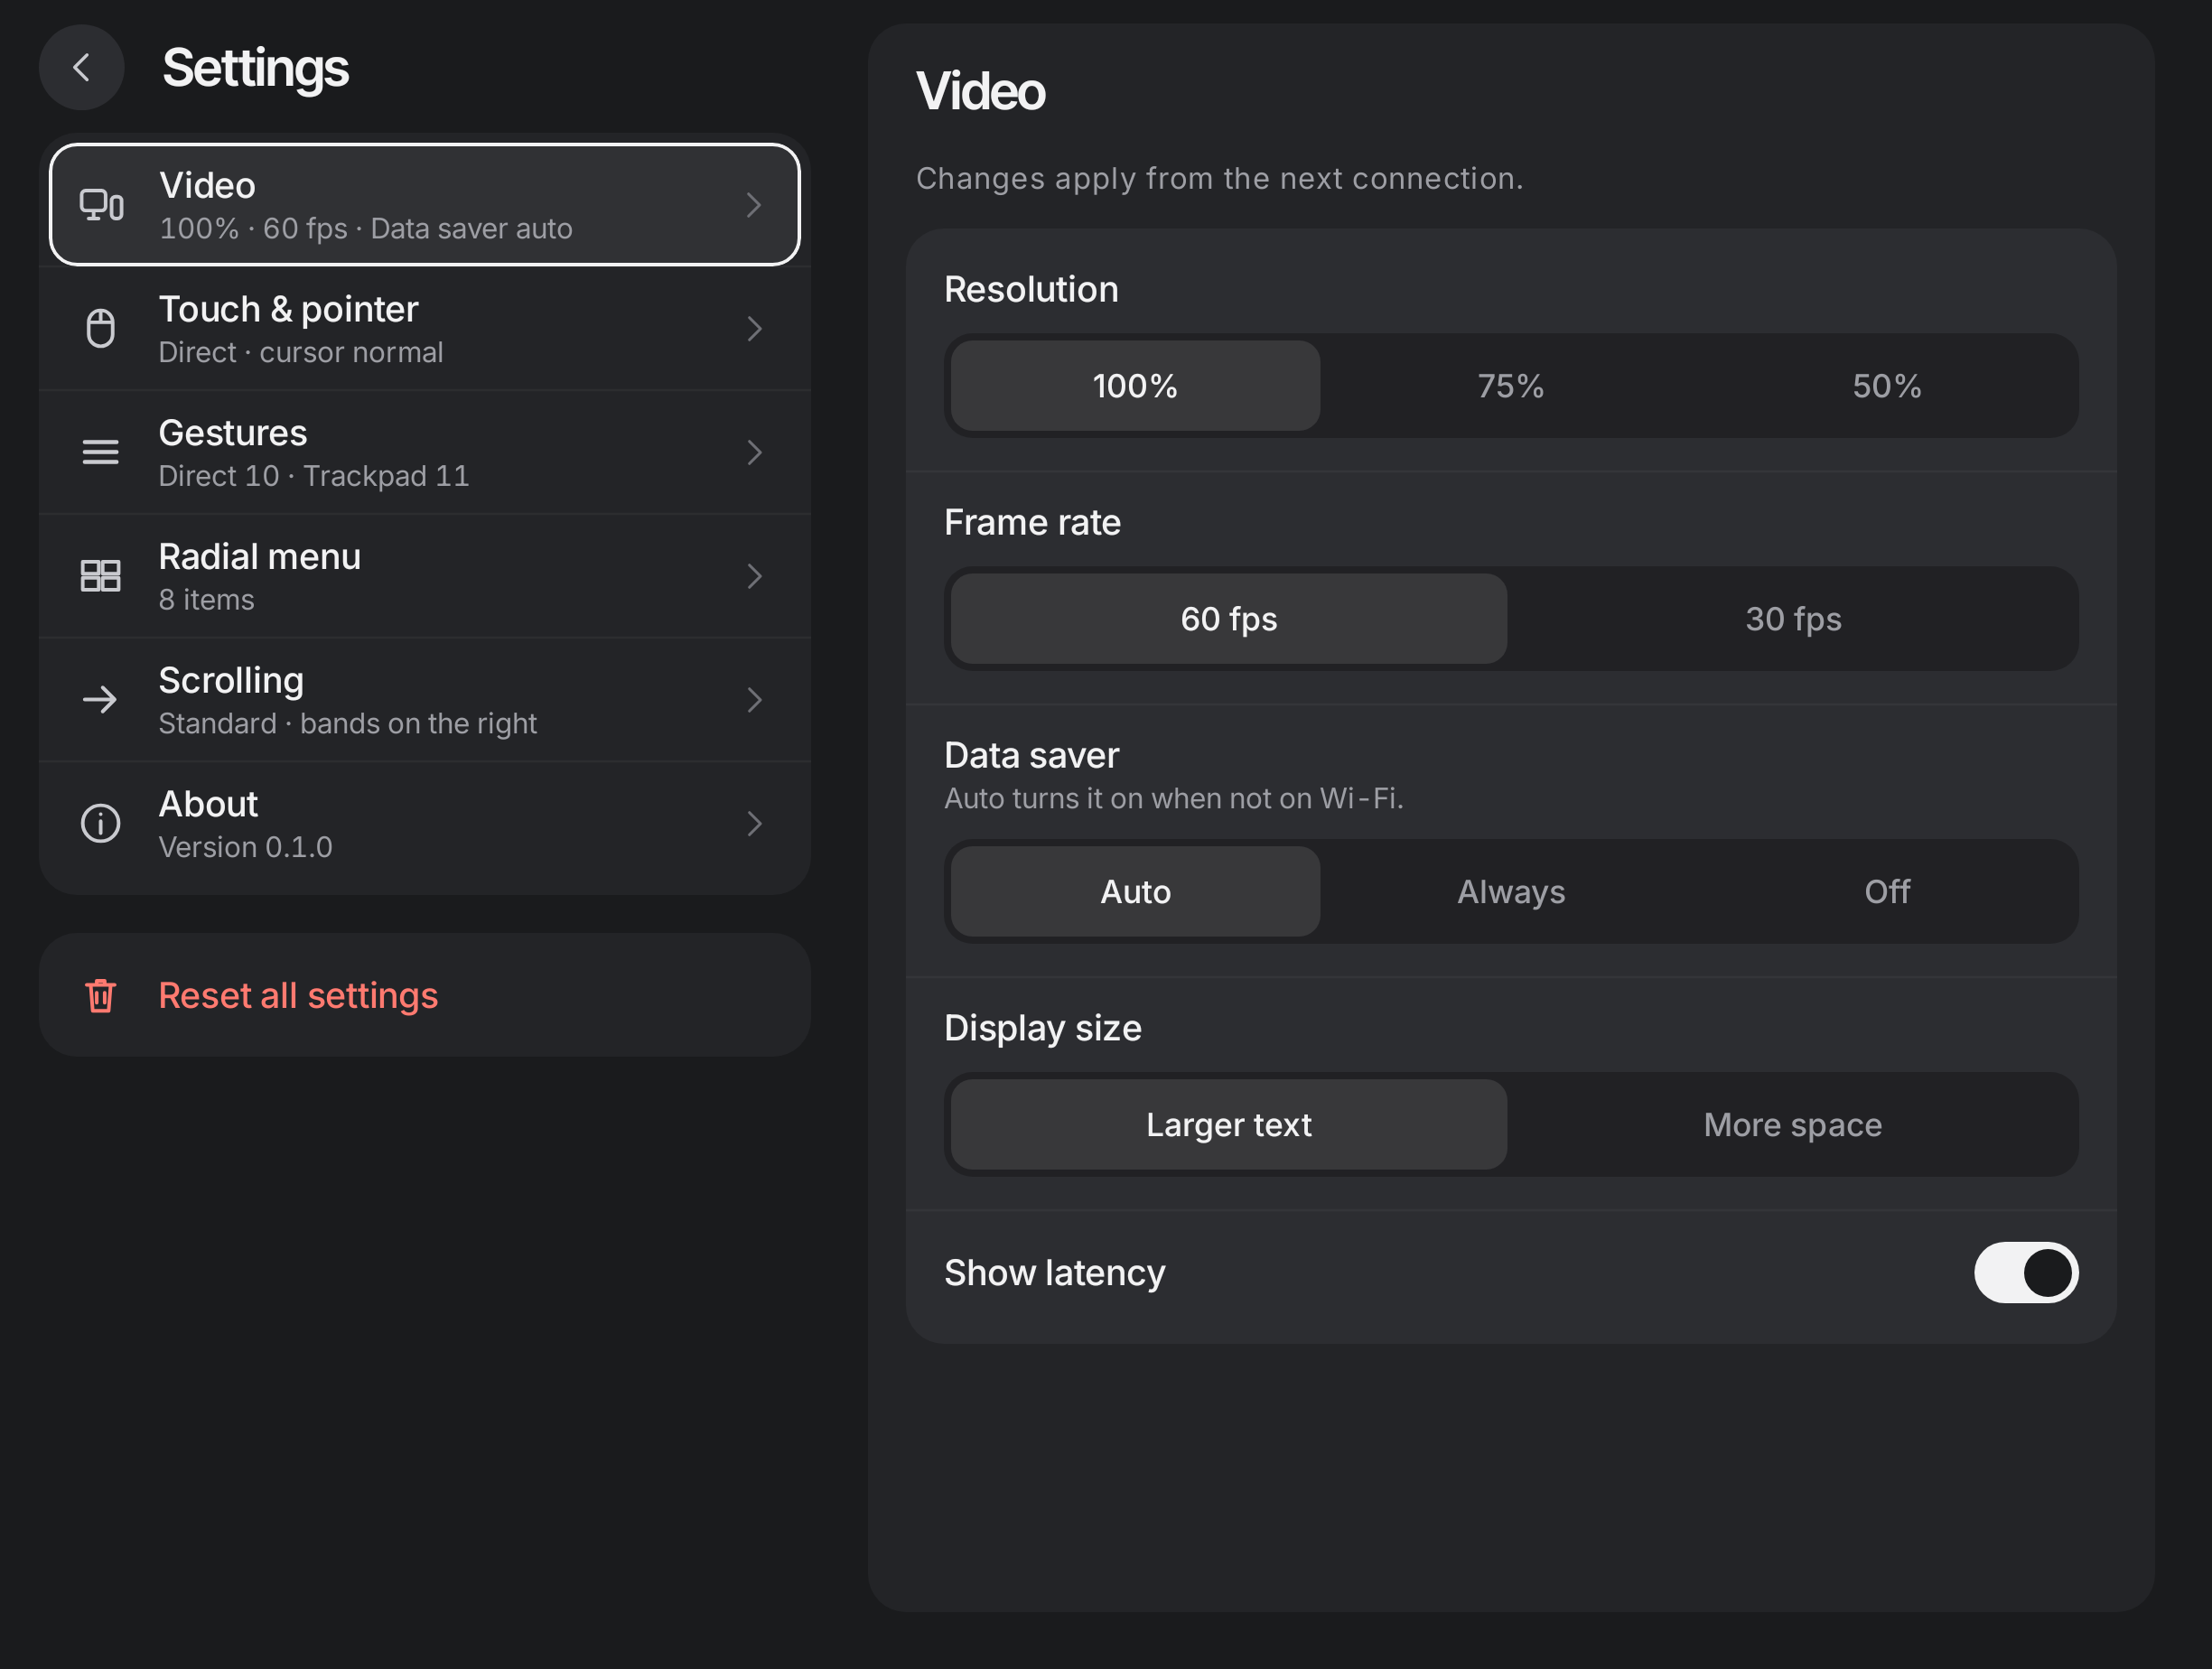 Settings
Video
100% · 60 fps · Data saver auto
Touch & pointer
Direct · cursor normal
Gestures
Direct 10 · Trackpad 11
Radial menu
8 items
Scrolling
Standard · bands on the right
About
Version 0.1.0
Reset all settings
Video
Changes apply from the next connection.
Resolution
100% 75% 50%
Frame rate
60 fps 30 fps
Data saver
Auto turns it on when not on Wi-Fi.
Auto Always Off
Display size
Larger text More space
Show latency